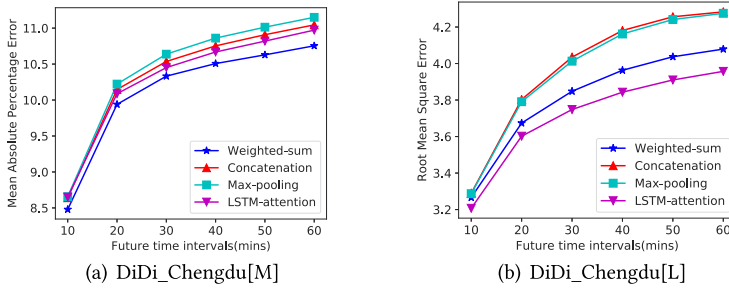 Mean Absolute Percentage Error
11.0
10.5
10.0
9.5
9.0
8.5
Weighted-sum
Concatenation
Max-pooling
LSTM-attention
10 20 30 40 50 60
Future time intervals(mins)
(a) DiDi_Chengdu[M]
Root Mean Square Error
4.2
4.0
3.8
3.6
3.4
3.2
Weighted-sum
Concatenation
Max-pooling
LSTM-attention
10 20 30 40 50 60
Future time intervals(mins)
(b) DiDi_Chengdu[L]